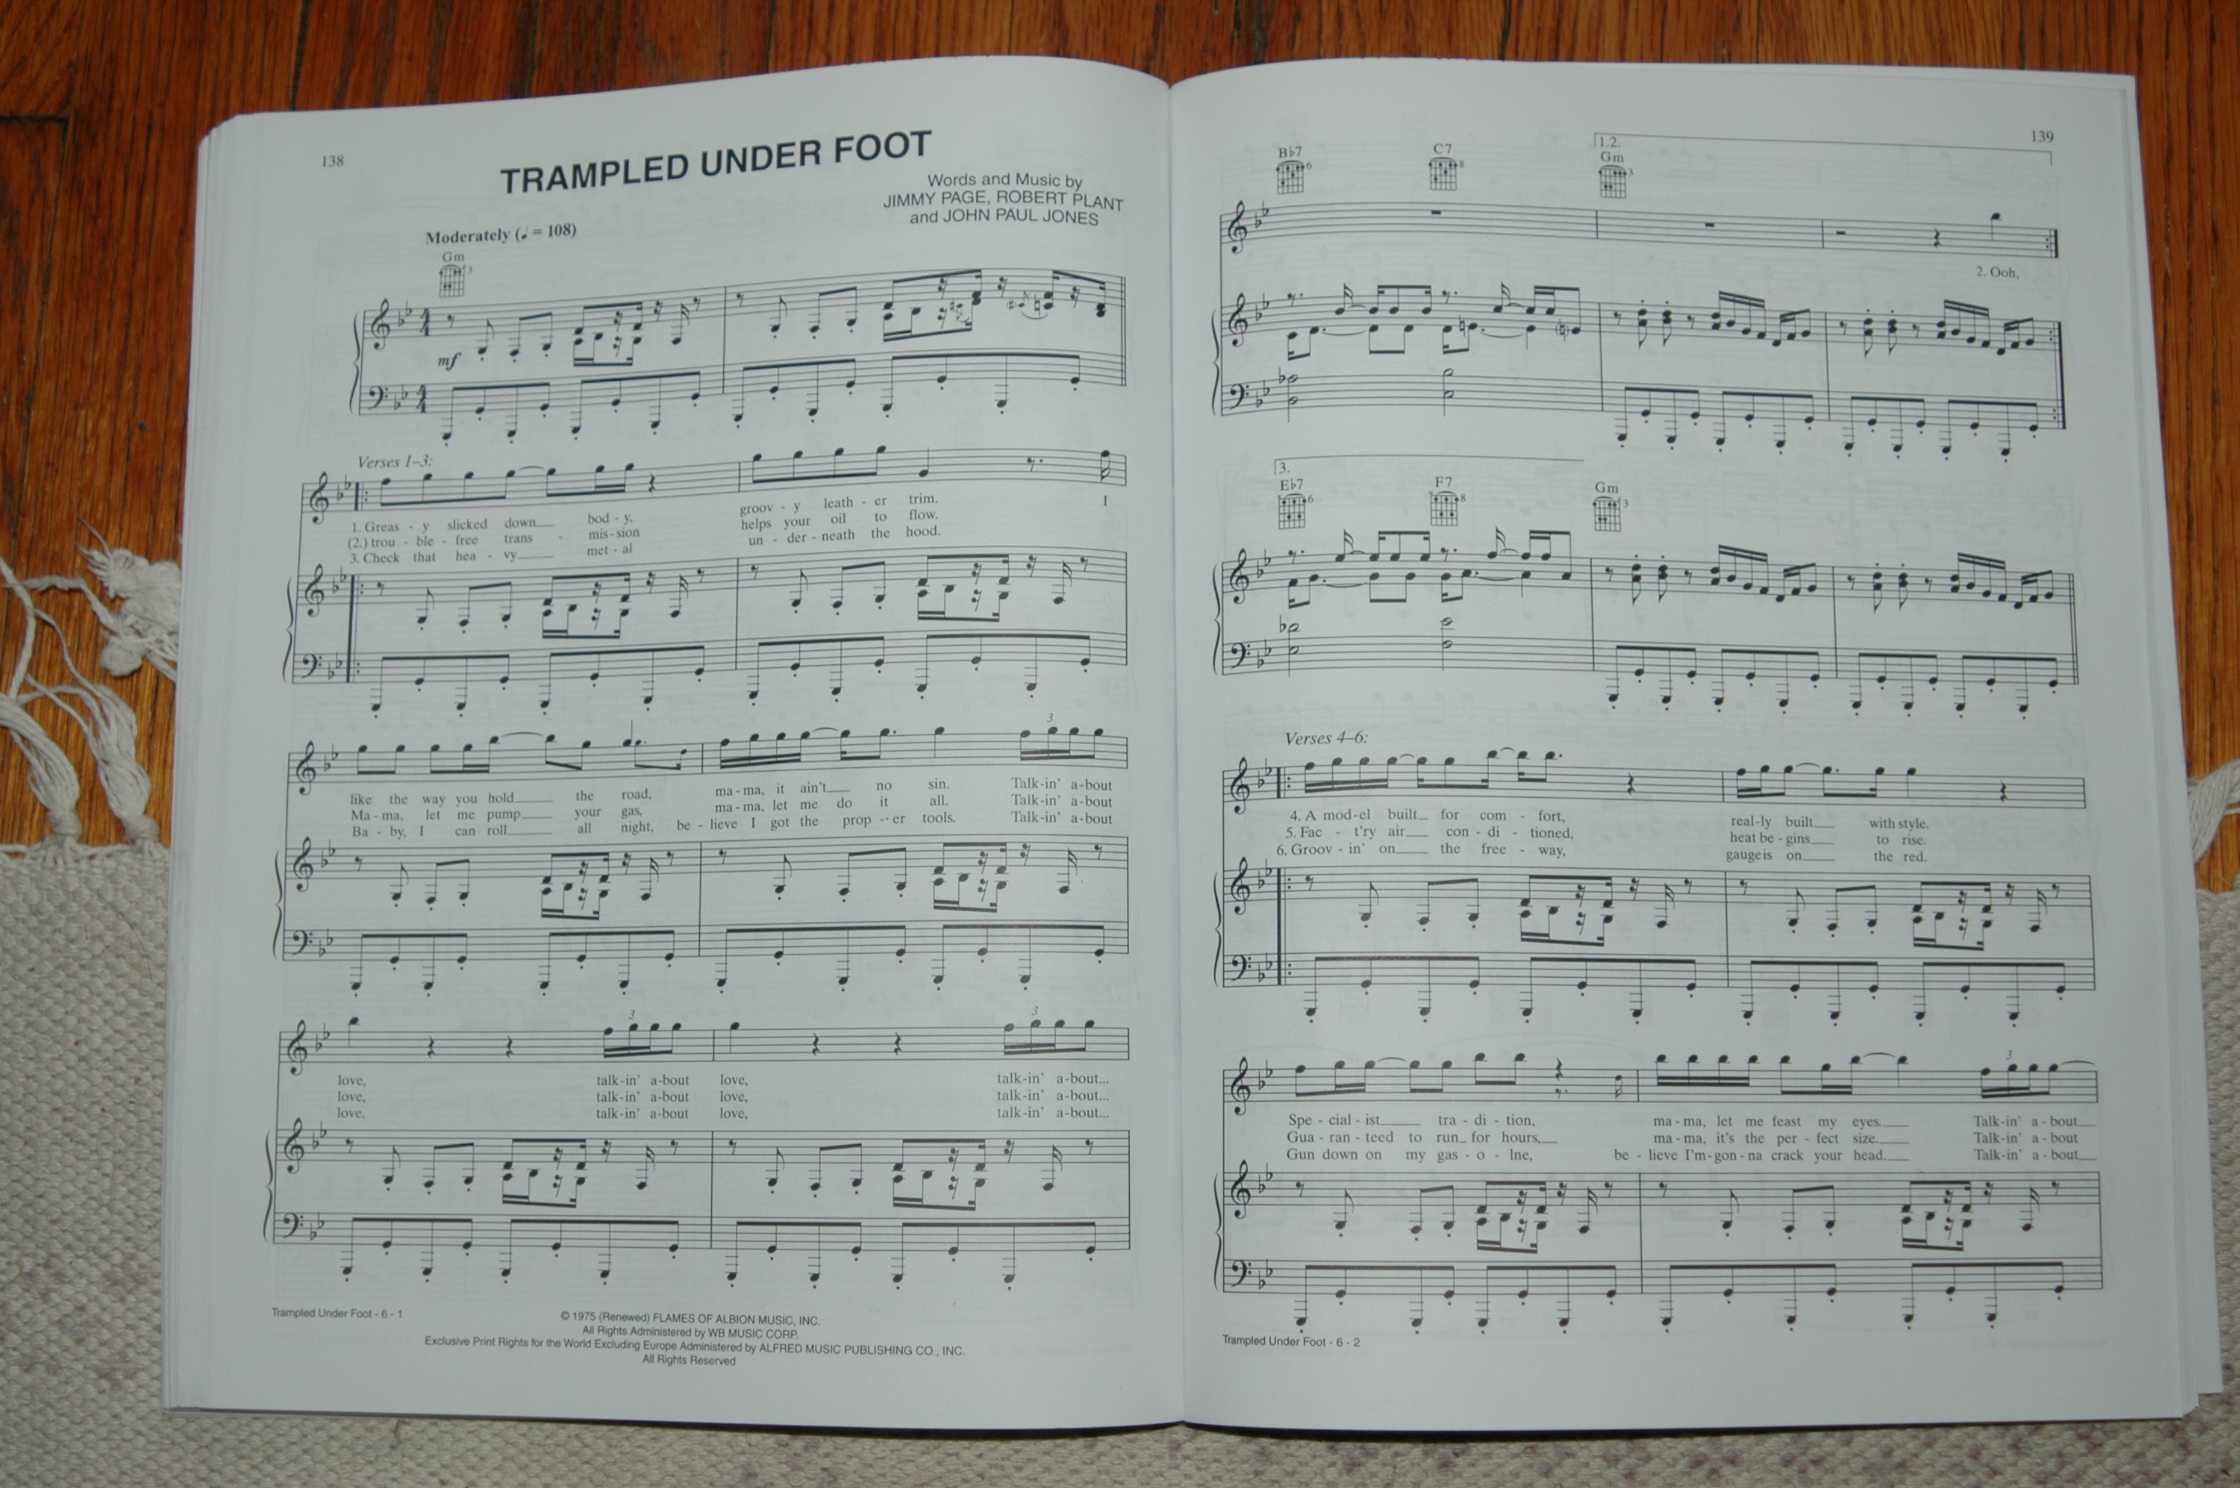 138
TRAMPLED UNDER FOOT
Words and Music by
JIMMY PAGE, ROBERT PLANT
and JOHN PAUL JONES
Moderately (♩ = 108)
Gm
3
mf
Verses 1–3:
1. Greas - y slicked down bod - y, groov - y leath - er trim. I
(2.) trou - ble - free trans - mis - sion helps your oil to flow.
3. Check that hea - vy met - al un - der - neath the hood.
3
like the way you hold the road, ma - ma, it ain't no sin. Talk-in' a-bout
Ma - ma, let me pump your gas, ma - ma, let me do it all. Talk-in' a-bout
Ba - by, I can roll all night, be - lieve I got the prop - er tools. Talk-in' a-bout
3 3
love, talk-in' a-bout love, talk-in' a-bout...
love, talk-in' a-bout love, talk-in' a-bout...
love, talk-in' a-bout love, talk-in' a-bout...
Trampled Under Foot - 6 - 1
© 1975 (Renewed) FLAMES OF ALBION MUSIC, INC.
All Rights Administered by WB MUSIC CORP.
Exclusive Print Rights for the World Excluding Europe Administered by ALFRED MUSIC PUBLISHING CO., INC.
All Rights Reserved
139
1.2.
B♭7 C7 Gm
6 8 3
2. Ooh,
3.
E♭7 F7 Gm
6 8 3
Verses 4–6:
4. A mod-el built for com - fort, real-ly built with style.
5. Fac - t'ry air con - di - tioned, heat be - gins to rise.
6. Groov - in' on the free - way, gauge is on the red.
3
Spe - cial - ist tra - di - tion, ma - ma, let me feast my eyes. Talk-in' a - bout
Gua - ran - teed to run for hours, ma - ma, it's the per - fect size. Talk-in' a - bout
Gun down on my gas - o - lne, be - lieve I'm - gon - na crack your head. Talk-in' a - bout
Trampled Under Foot - 6 - 2